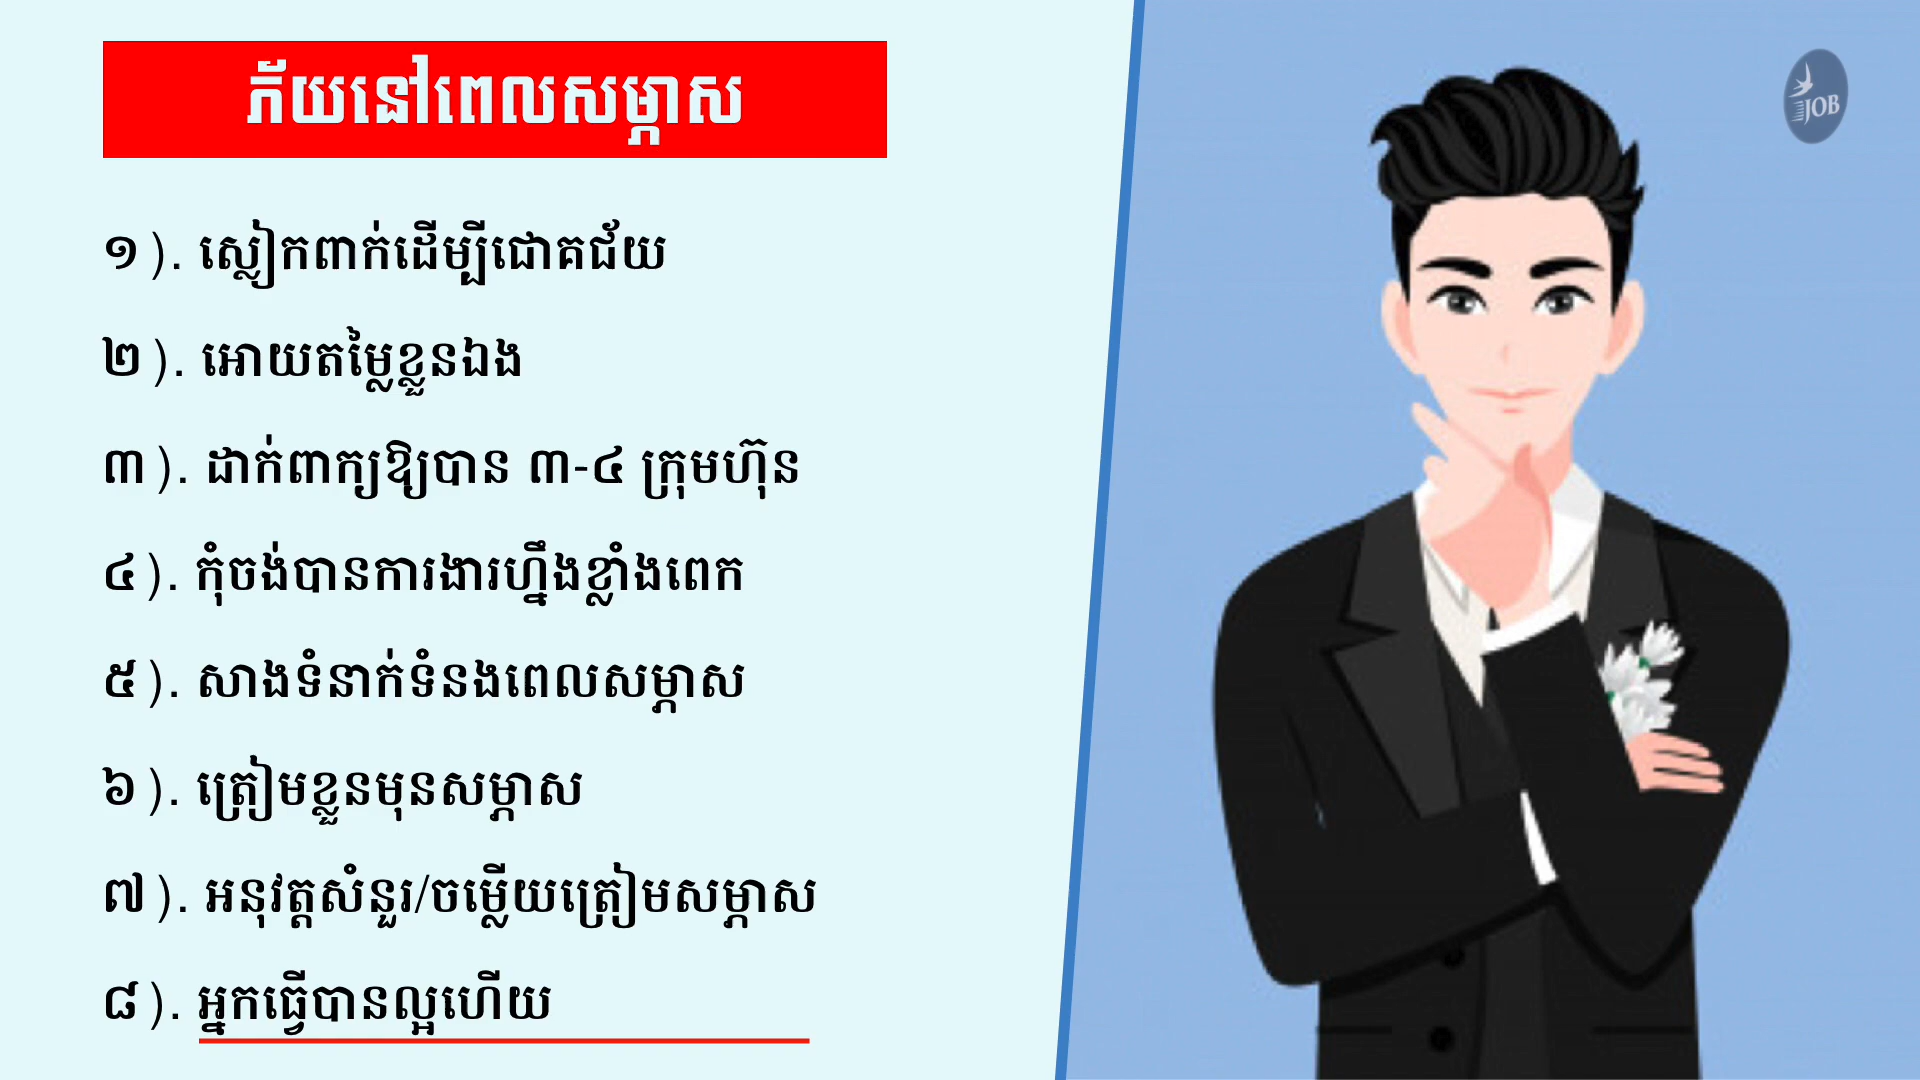 ភ័យនៅពេលសម្ភាស
JOB
១). ស្លៀកពាក់ដើម្បីជោគជ័យ
២). អោយតម្លៃខ្លួនឯង
៣). ដាក់ពាក្យឱ្យបាន ៣-៤ ក្រុមហ៊ុន
៤). កុំចង់បានការងារហ្នឹងខ្លាំងពេក
៥). សាងទំនាក់ទំនងពេលសម្ភាស
៦). ត្រៀមខ្លួនមុនសម្ភាស
៧). អនុវត្តសំនួរ/ចម្លើយត្រៀមសម្ភាស
៨). អ្នកធ្វើបានល្អហើយ